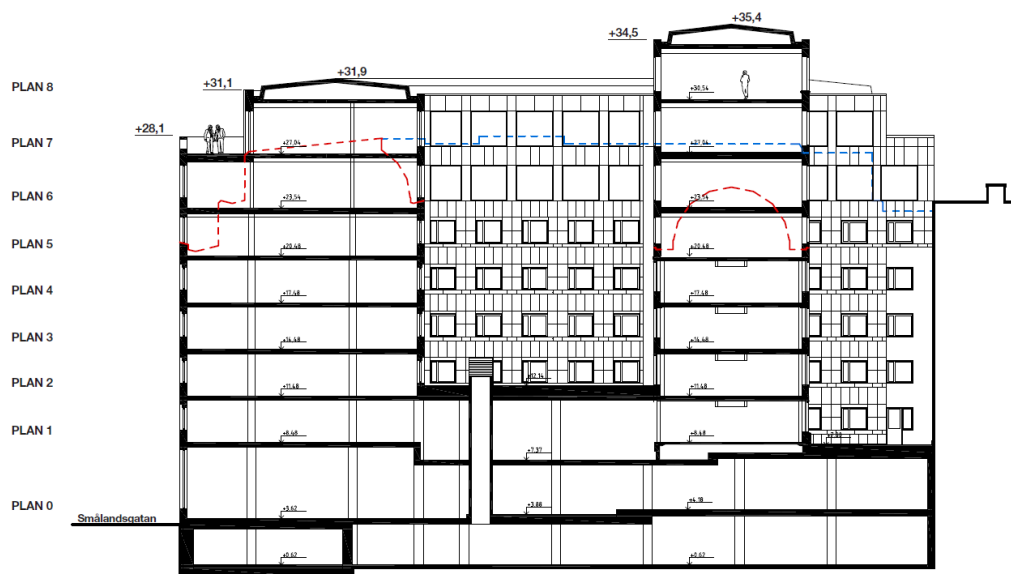 +35,4
+34,5
+31,9
+31,1
PLAN 8
+30,54
+28,1
PLAN 7
+27,04
+27,04
PLAN 6
+23,54
+23,54
PLAN 5
+20.48
+20.48
PLAN 4
+17.48
+17.48
PLAN 3
+14.48
+14.48
PLAN 2
+12.14
+11.48
+11.48
PLAN 1
+8.48
+8.48
+7.37
PLAN 0
+4.18
+3.62
+3.88
Smålandsgatan
+0.62
+0.62